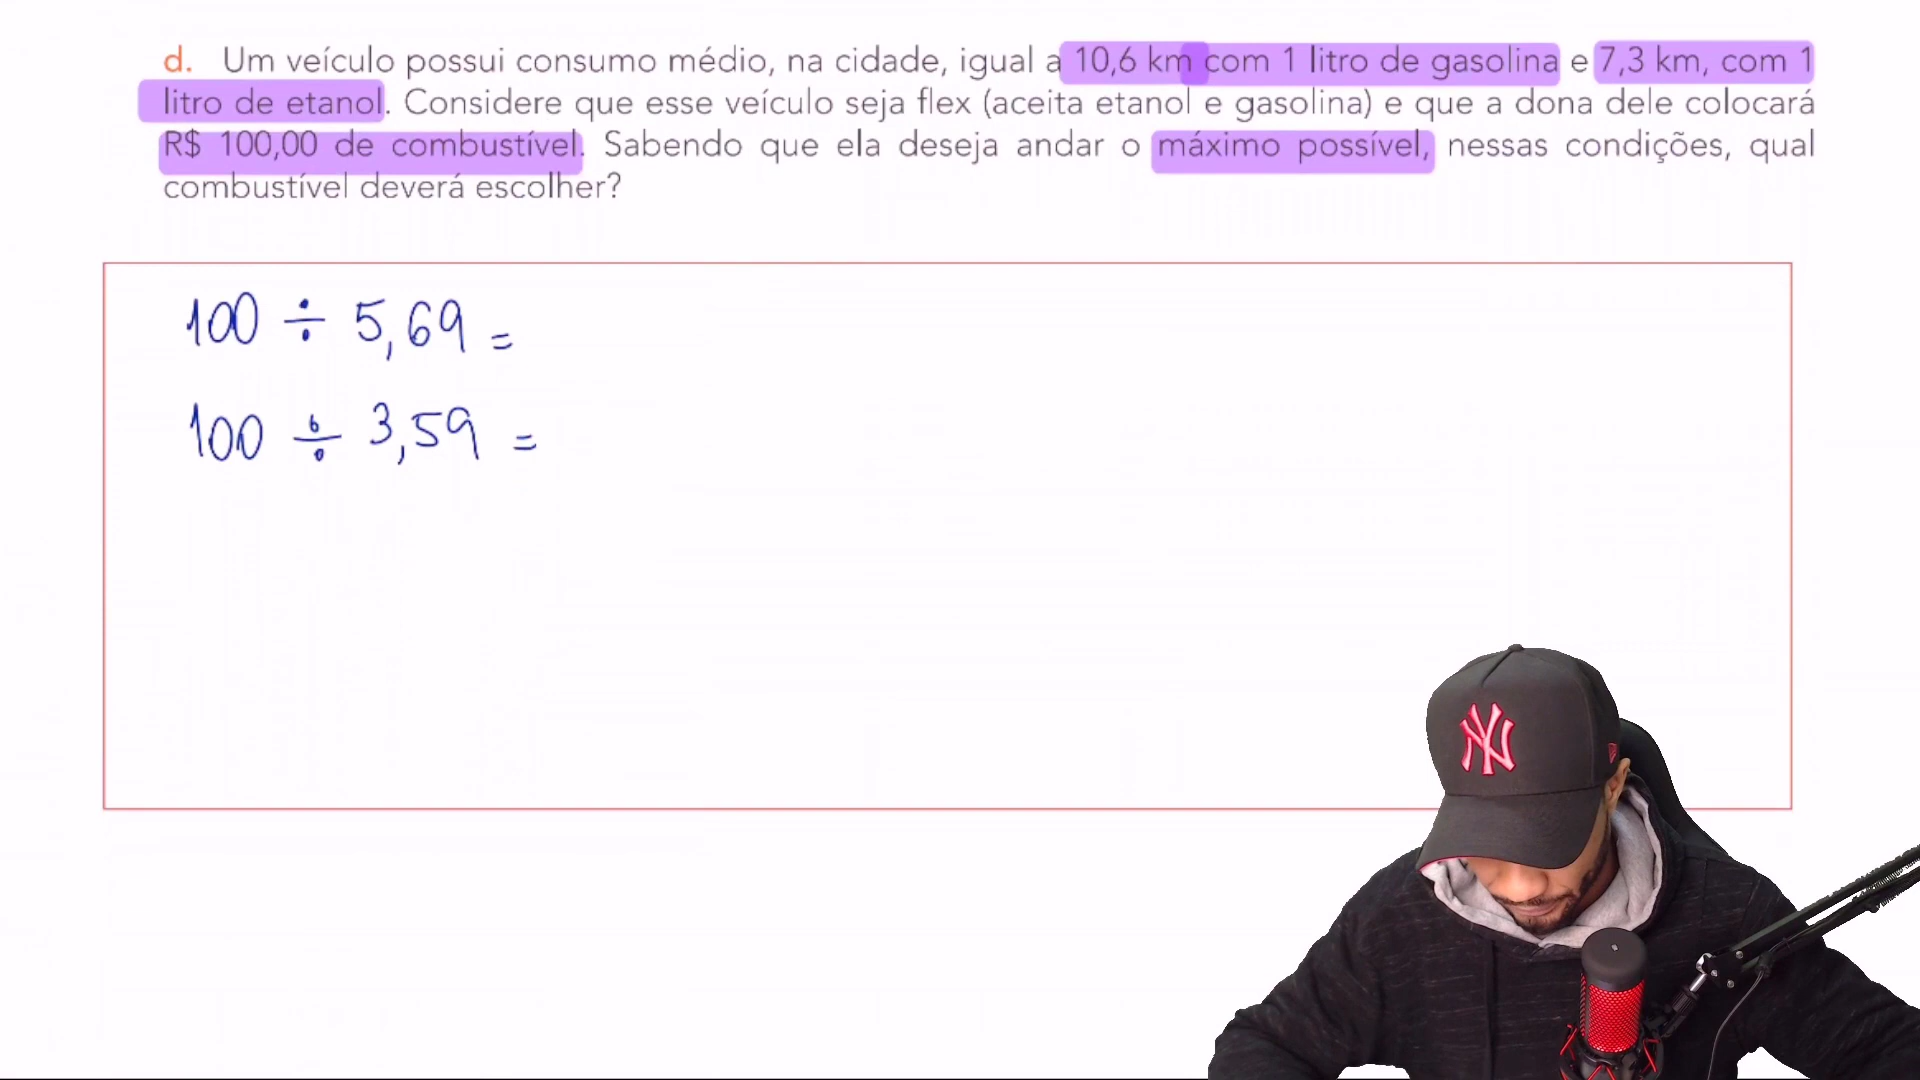 d. Um veículo possui consumo médio, na cidade, igual a 10,6 km com 1 litro de gasolina e 7,3 km, com 1
litro de etanol. Considere que esse veículo seja flex (aceita etanol e gasolina) e que a dona dele colocará
R$ 100,00 de combustível. Sabendo que ela deseja andar o máximo possível, nessas condições, qual
combustível deverá escolher?
100 ÷ 5,69 =
100 ÷ 3,59 =
NY